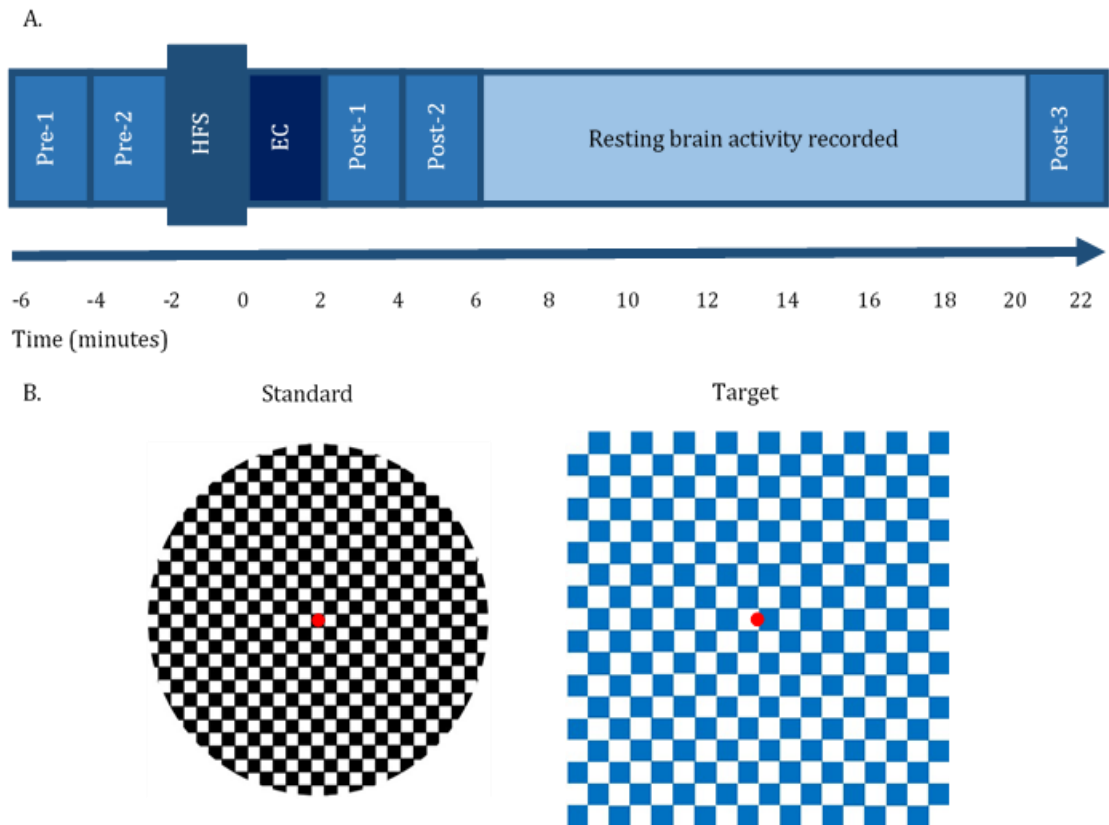 A.
Pre-1
Pre-2
HFS
EC
Post-1
Post-2
Resting brain activity recorded
Post-3
-6 -4 -2 0 2 4 6 8 10 12 14 16 18 20 22
Time (minutes)
B.
Standard
Target